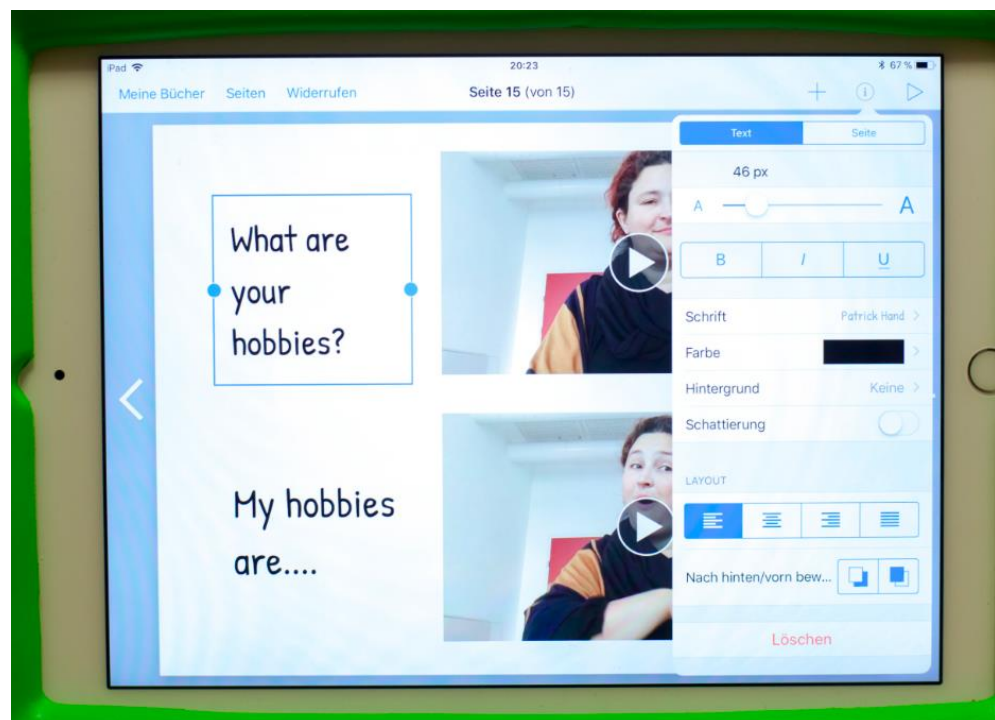 iPad 20:23 67 %
Meine Bücher Seiten Widerrufen Seite 15 (von 15)
Text Seite
46 px
A A
B I U
Schrift Patrick Hand
Farbe
Hintergrund Keine
Schattierung
LAYOUT
Nach hinten/vorn bew...
Löschen
What are
your
hobbies?
My hobbies
are....